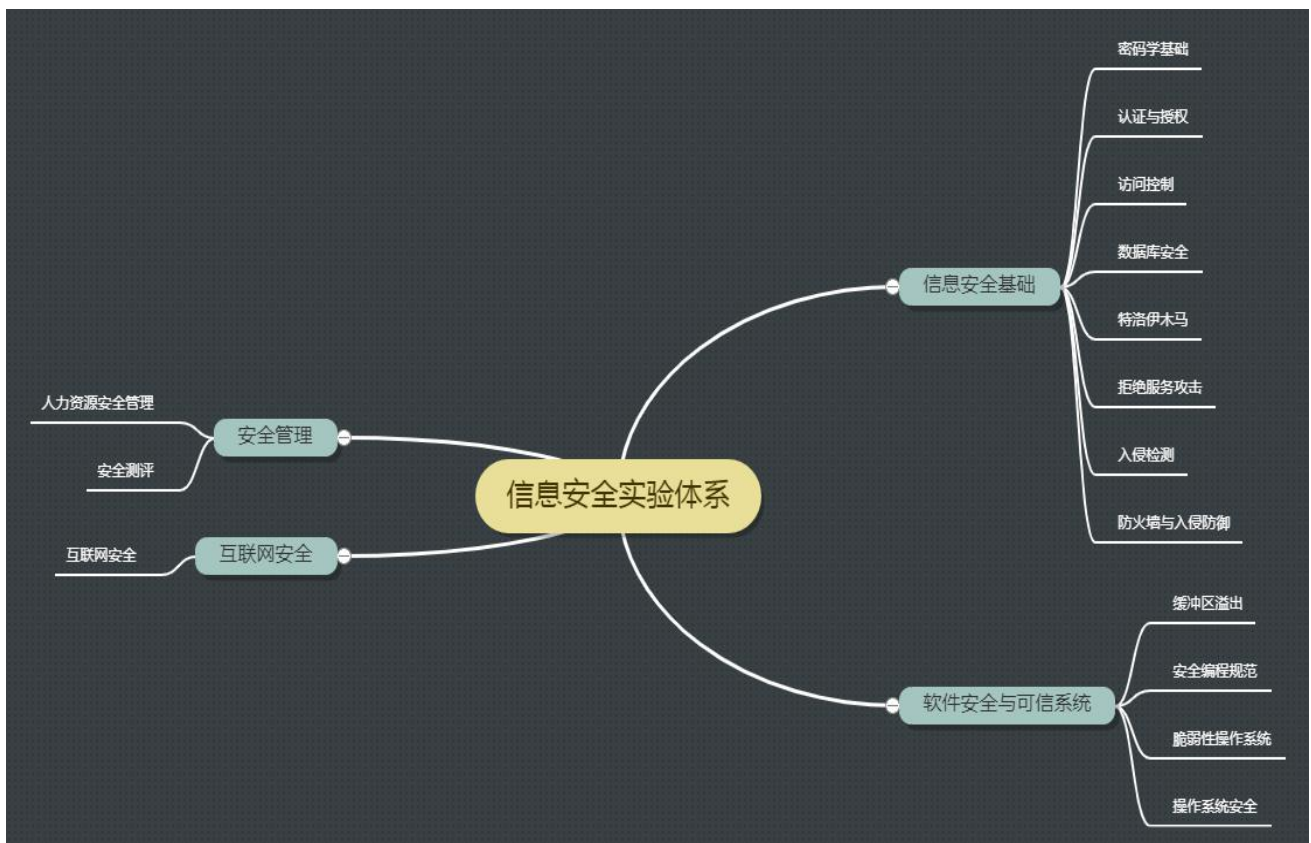 信息安全实验体系
信息安全基础
密码学基础
认证与授权
访问控制
数据库安全
特洛伊木马
拒绝服务攻击
入侵检测
防火墙与入侵防御
软件安全与可信系统
缓冲区溢出
安全编程规范
脆弱性操作系统
操作系统安全
安全管理
人力资源安全管理
安全测评
互联网安全
互联网安全